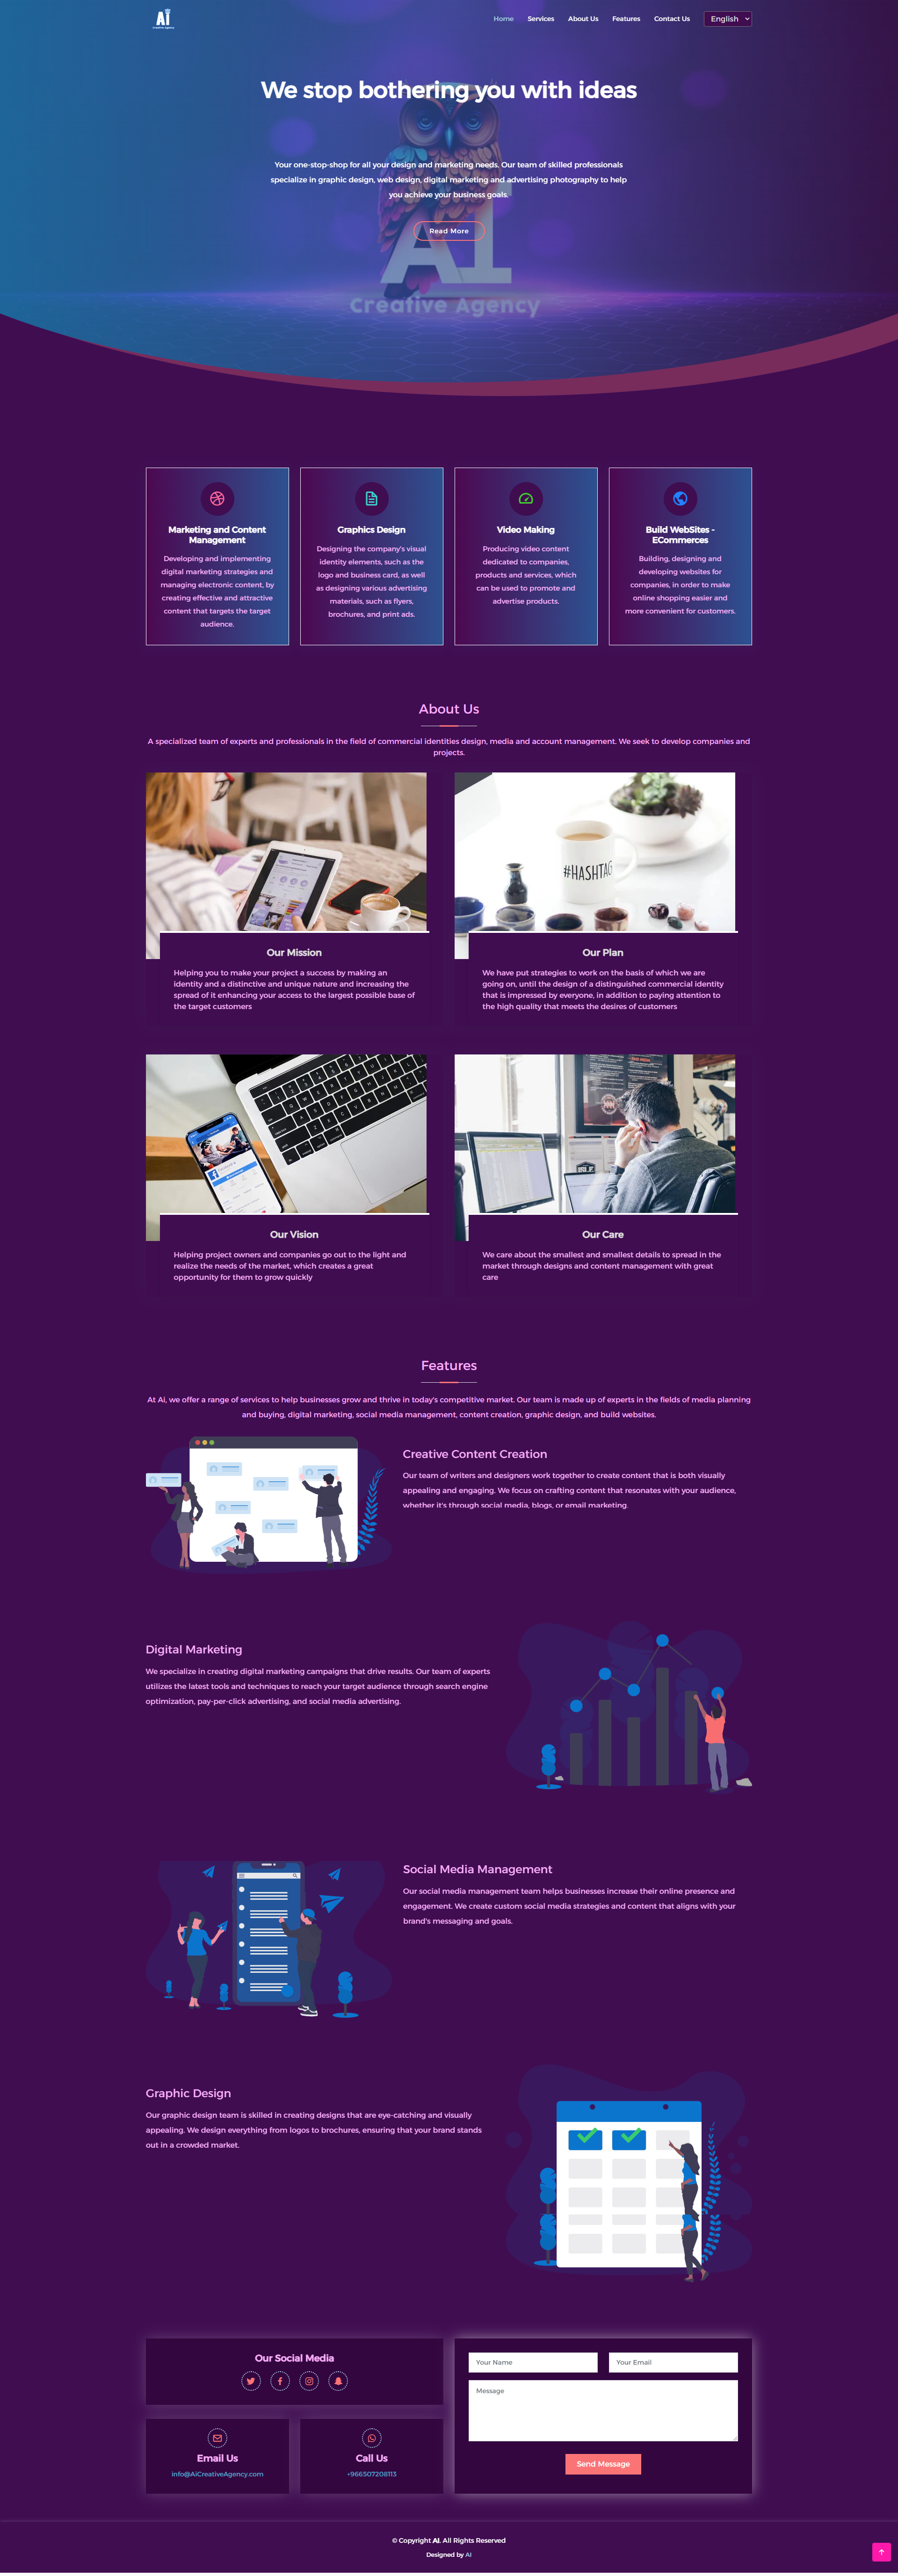 AI
Creative Agency
Home
Services
About Us
Features
Contact Us
English
We stop bothering you with ideas
Your one-stop-shop for all your design and marketing needs. Our team of skilled professionals
specialize in graphic design, web design, digital marketing and advertising photography to help
you achieve your business goals.
Read More
AI
Creative Agency
Marketing and Content
Management
Developing and implementing
digital marketing strategies and
managing electronic content, by
creating effective and attractive
content that targets the target
audience.
Graphics Design
Designing the company's visual
identity elements, such as the
logo and business card, as well
as designing various advertising
materials, such as flyers,
brochures, and print ads.
Video Making
Producing video content
dedicated to companies,
products and services, which
can be used to promote and
advertise products.
Build WebSites -
ECommerces
Building, designing and
developing websites for
companies, in order to make
online shopping easier and
more convenient for customers.
About Us
A specialized team of experts and professionals in the field of commercial identities design, media and account management. We seek to develop companies and
projects.
#HASHTAG
Our Mission
Helping you to make your project a success by making an
identity and a distinctive and unique nature and increasing the
spread of it enhancing your access to the largest possible base of
the target customers
Our Plan
We have put strategies to work on the basis of which we are
going on, until the design of a distinguished commercial identity
that is impressed by everyone, in addition to paying attention to
the high quality that meets the desires of customers
Our Vision
Helping project owners and companies go out to the light and
realize the needs of the market, which creates a great
opportunity for them to grow quickly
Our Care
We care about the smallest and smallest details to spread in the
market through designs and content management with great
care
Features
At Ai, we offer a range of services to help businesses grow and thrive in today's competitive market. Our team is made up of experts in the fields of media planning
and buying, digital marketing, social media management, content creation, graphic design, and build websites.
Creative Content Creation
Our team of writers and designers work together to create content that is both visually
appealing and engaging. We focus on crafting content that resonates with your audience,
whether it's through social media, blogs, or email marketing.
Digital Marketing
We specialize in creating digital marketing campaigns that drive results. Our team of experts
utilizes the latest tools and techniques to reach your target audience through search engine
optimization, pay-per-click advertising, and social media advertising.
Social Media Management
Our social media management team helps businesses increase their online presence and
engagement. We create custom social media strategies and content that aligns with your
brand's messaging and goals.
Graphic Design
Our graphic design team is skilled in creating designs that are eye-catching and visually
appealing. We design everything from logos to brochures, ensuring that your brand stands
out in a crowded market.
Our Social Media
Email Us
info@AiCreativeAgency.com
Call Us
+966507208113
Your Name
Your Email
Message
Send Message
© Copyright AI. All Rights Reserved
Designed by AI